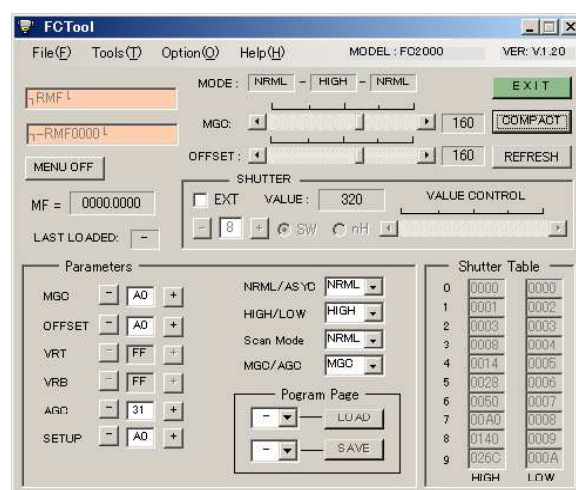 FCTool
File(F) Tools(T) Option(O) Help(H) MODEL : FC2000 VER: V.1.20
RMF
MODE : NRML - HIGH - NRML EXIT
-RMF0000
MGC: 160 COMPACT
MENU OFF OFFSET : 160 REFRESH
SHUTTER
MF = 0000.0000 EXT VALUE : 320 VALUE CONTROL
LAST LOADED: - - 8 + SW nH
Parameters
MGC - A0 +
OFFSET - A0 +
VRT - FF +
VRB - FF +
AGC - 31 +
SETUP - A0 +
NRML/ASYC NRML
HIGH/LOW HIGH
Scan Mode NRML
MGC/AGC MGC
Pogram Page
- LOAD
- SAVE
Shutter Table
0 0000 0000
1 0001 0002
2 0003 0003
3 0008 0004
4 0014 0005
5 0028 0006
6 0050 0007
7 00A0 0008
8 0140 0009
9 026C 000A
HIGH LOW